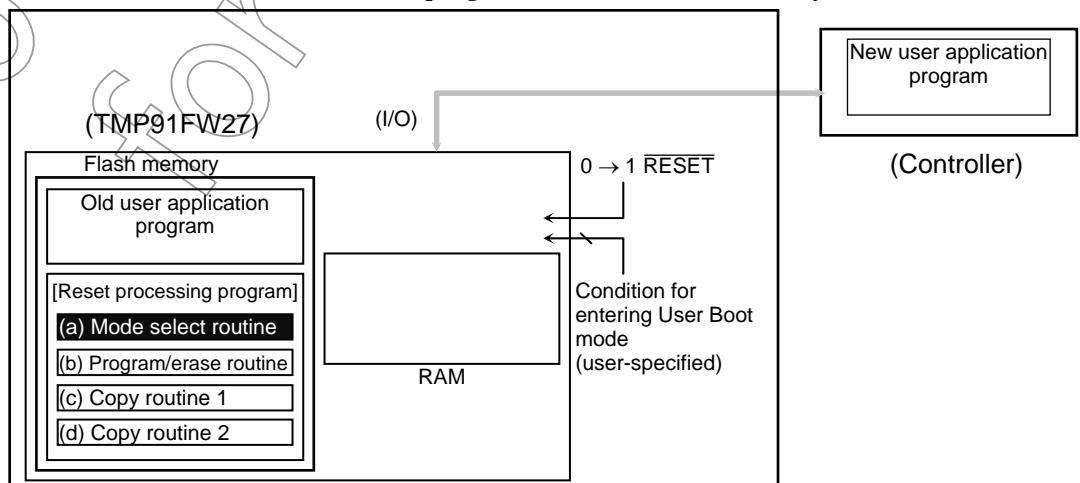 (TMP91FW27)
(I/O)
Flash memory
Old user application
program
[Reset processing program]
(a) Mode select routine
(b) Program/erase routine
(c) Copy routine 1
(d) Copy routine 2
RAM
0 → 1 RESET
Condition for
entering User Boot
mode
(user-specified)
New user application
program
(Controller)
for